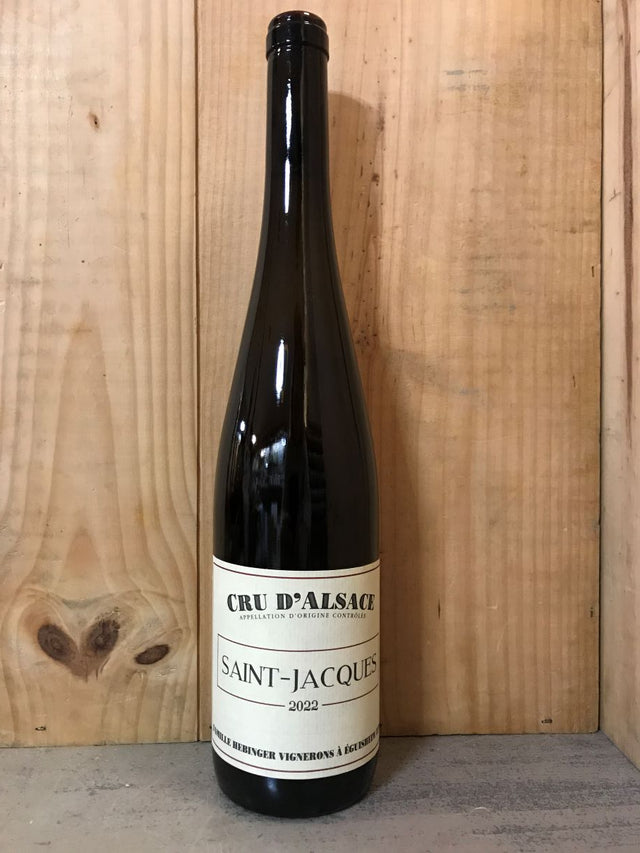 CRU D'ALSACE
APPELLATION D'ORIGINE CONTRÔLÉE
SAINT-JACQUES
2022
HEBINGER VIGNERONS À